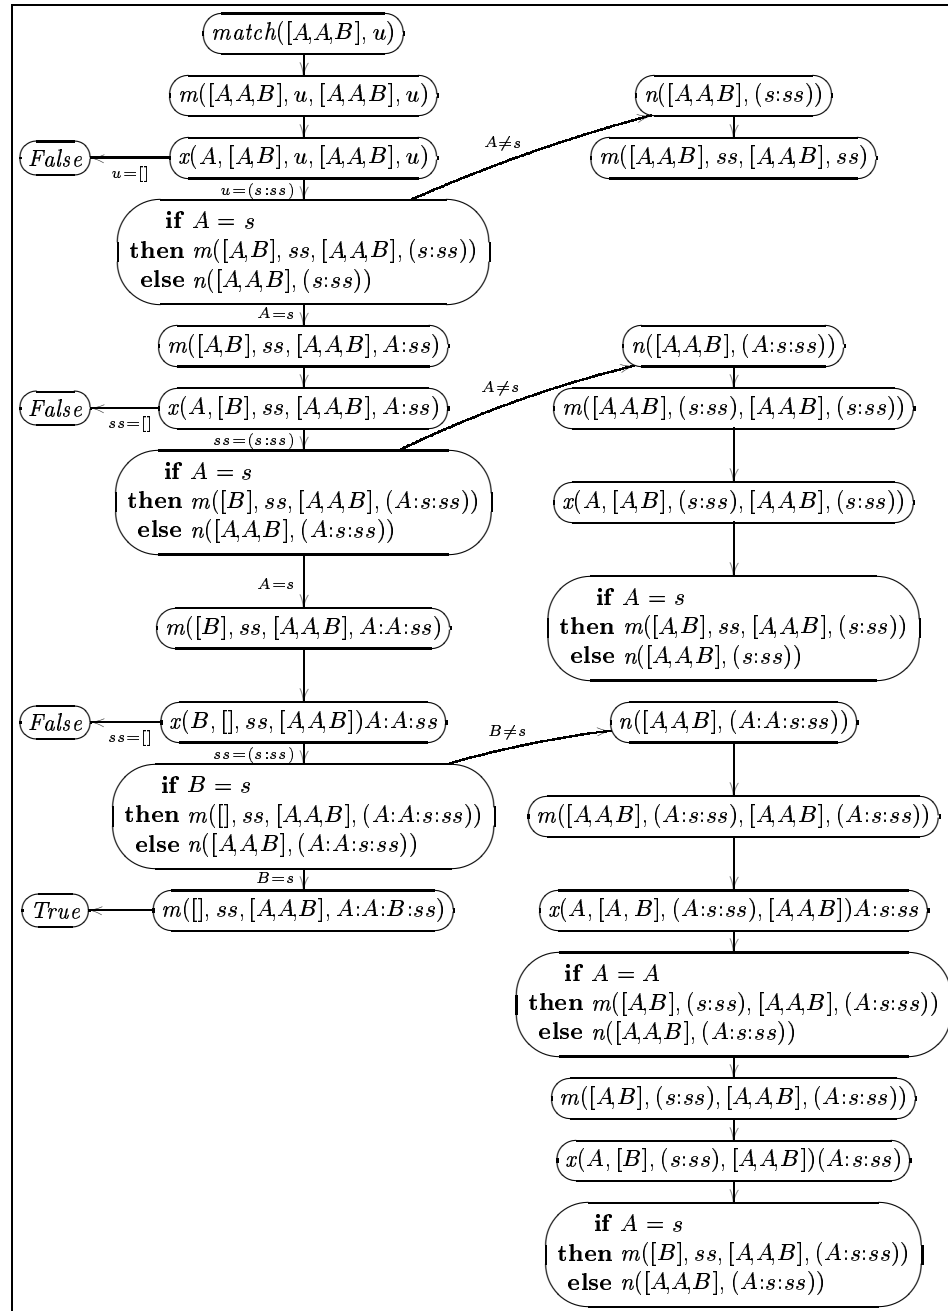 match([A,A,B], u)
m([A,A,B], u, [A,A,B], u)
n([A,A,B], (s:ss))
False
u=[]
x(A, [A,B], u, [A,A,B], u)
A≠s
m([A,A,B], ss, [A,A,B], ss)
u=(s:ss)
if A = s
then m([A,B], ss, [A,A,B], (s:ss))
else n([A,A,B], (s:ss))
A=s
m([A,B], ss, [A,A,B], A:ss)
n([A,A,B], (A:s:ss))
False
ss=[]
x(A, [B], ss, [A,A,B], A:ss)
A≠s
m([A,A,B], (s:ss), [A,A,B], (s:ss))
ss=(s:ss)
if A = s
then m([B], ss, [A,A,B], (A:s:ss))
else n([A,A,B], (A:s:ss))
x(A, [A,B], (s:ss), [A,A,B], (s:ss))
A=s
m([B], ss, [A,A,B], A:A:ss)
if A = s
then m([A,B], ss, [A,A,B], (s:ss))
else n([A,A,B], (s:ss))
False
ss=[]
x(B, [], ss, [A,A,B])A:A:ss
B≠s
n([A,A,B], (A:A:s:ss))
ss=(s:ss)
if B = s
then m([], ss, [A,A,B], (A:A:s:ss))
else n([A,A,B], (A:A:s:ss))
m([A,A,B], (A:s:ss), [A,A,B], (A:s:ss))
B=s
True
m([], ss, [A,A,B], A:A:B:ss)
x(A, [A, B], (A:s:ss), [A,A,B])A:s:ss
if A = A
then m([A,B], (s:ss), [A,A,B], (A:s:ss))
else n([A,A,B], (A:s:ss))
m([A,B], (s:ss), [A,A,B], (A:s:ss))
x(A, [B], (s:ss), [A,A,B])(A:s:ss)
if A = s
then m([B], ss, [A,A,B], (A:s:ss))
else n([A,A,B], (A:s:ss))